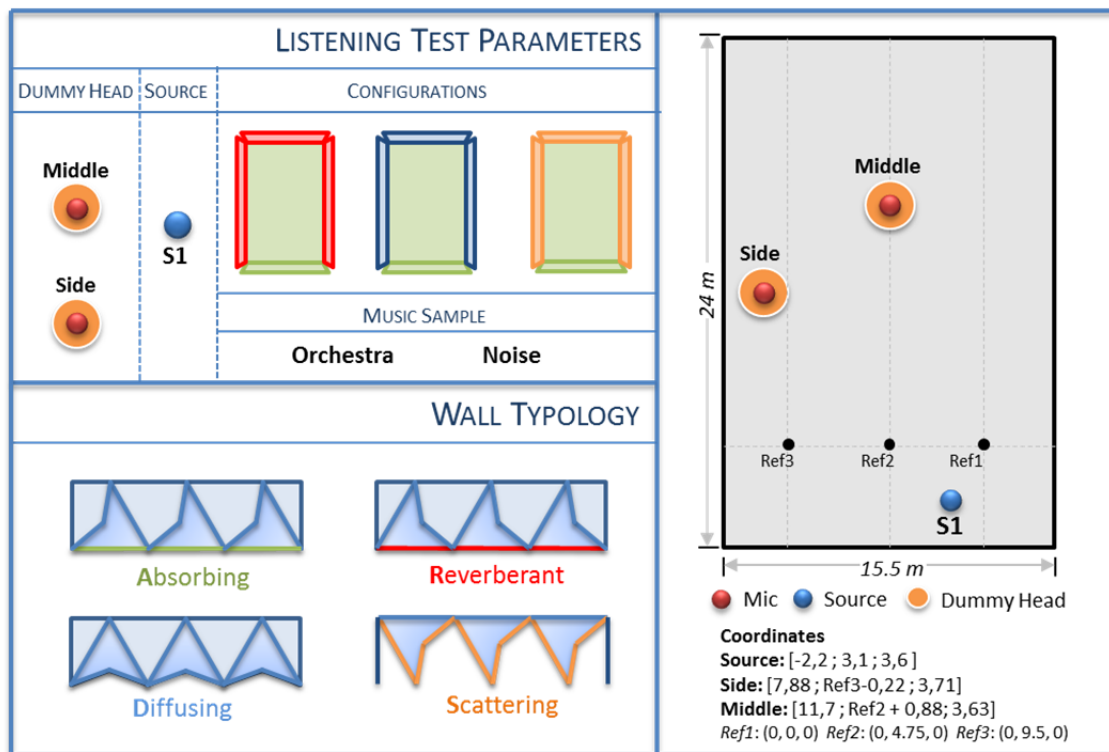 LISTENING TEST PARAMETERS
DUMMY HEAD
SOURCE
CONFIGURATIONS
Middle
S1
Side
MUSIC SAMPLE
Orchestra
Noise
WALL TYPOLOGY
Absorbing
Reverberant
Diffusing
Scattering
Middle
Side
24 m
Ref3
Ref2
Ref1
S1
15.5 m
Mic
Source
Dummy Head
Coordinates
Source: [-2,2 ; 3,1 ; 3,6 ]
Side: [7,88 ; Ref3-0,22 ; 3,71]
Middle: [11,7 ; Ref2 + 0,88; 3,63]
Ref1: (0, 0, 0) Ref2: (0, 4.75, 0) Ref3: (0, 9.5, 0)